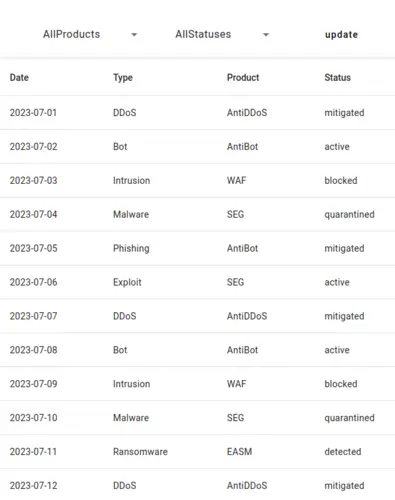 AllProducts AllStatuses update
Date Type Product Status
2023-07-01 DDoS AntiDDoS mitigated
2023-07-02 Bot AntiBot active
2023-07-03 Intrusion WAF blocked
2023-07-04 Malware SEG quarantined
2023-07-05 Phishing AntiBot mitigated
2023-07-06 Exploit SEG active
2023-07-07 DDoS AntiDDoS mitigated
2023-07-08 Bot AntiBot active
2023-07-09 Intrusion WAF blocked
2023-07-10 Malware SEG quarantined
2023-07-11 Ransomware EASM detected
2023-07-12 DDoS AntiDDoS mitigated